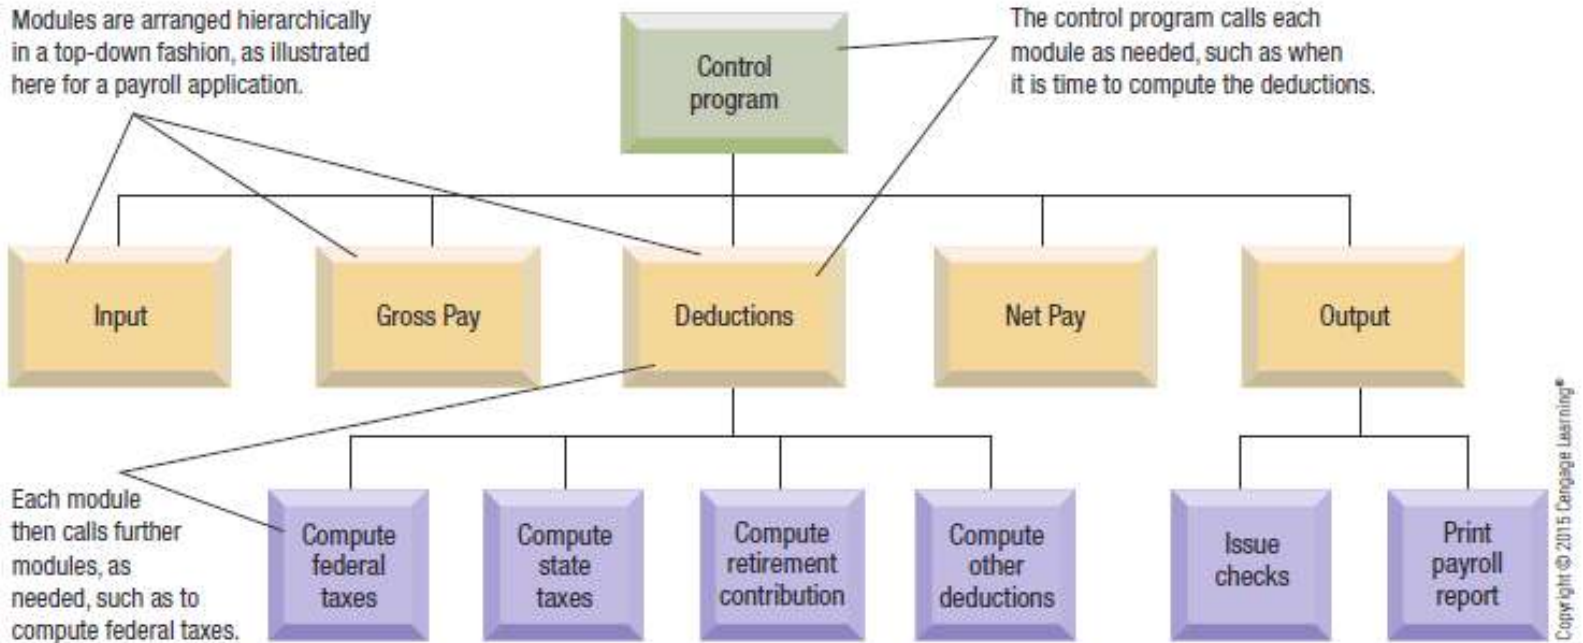 Modules are arranged hierarchically
in a top-down fashion, as illustrated
here for a payroll application.
Control
program
The control program calls each
module as needed, such as when
it is time to compute the deductions.
Input
Gross Pay
Deductions
Net Pay
Output
Each module
then calls further
modules, as
needed, such as to
compute federal taxes.
Compute
federal
taxes
Compute
state
taxes
Compute
retirement
contribution
Compute
other
deductions
Issue
checks
Print
payroll
report
Copyright © 2015 Cengage Learning®